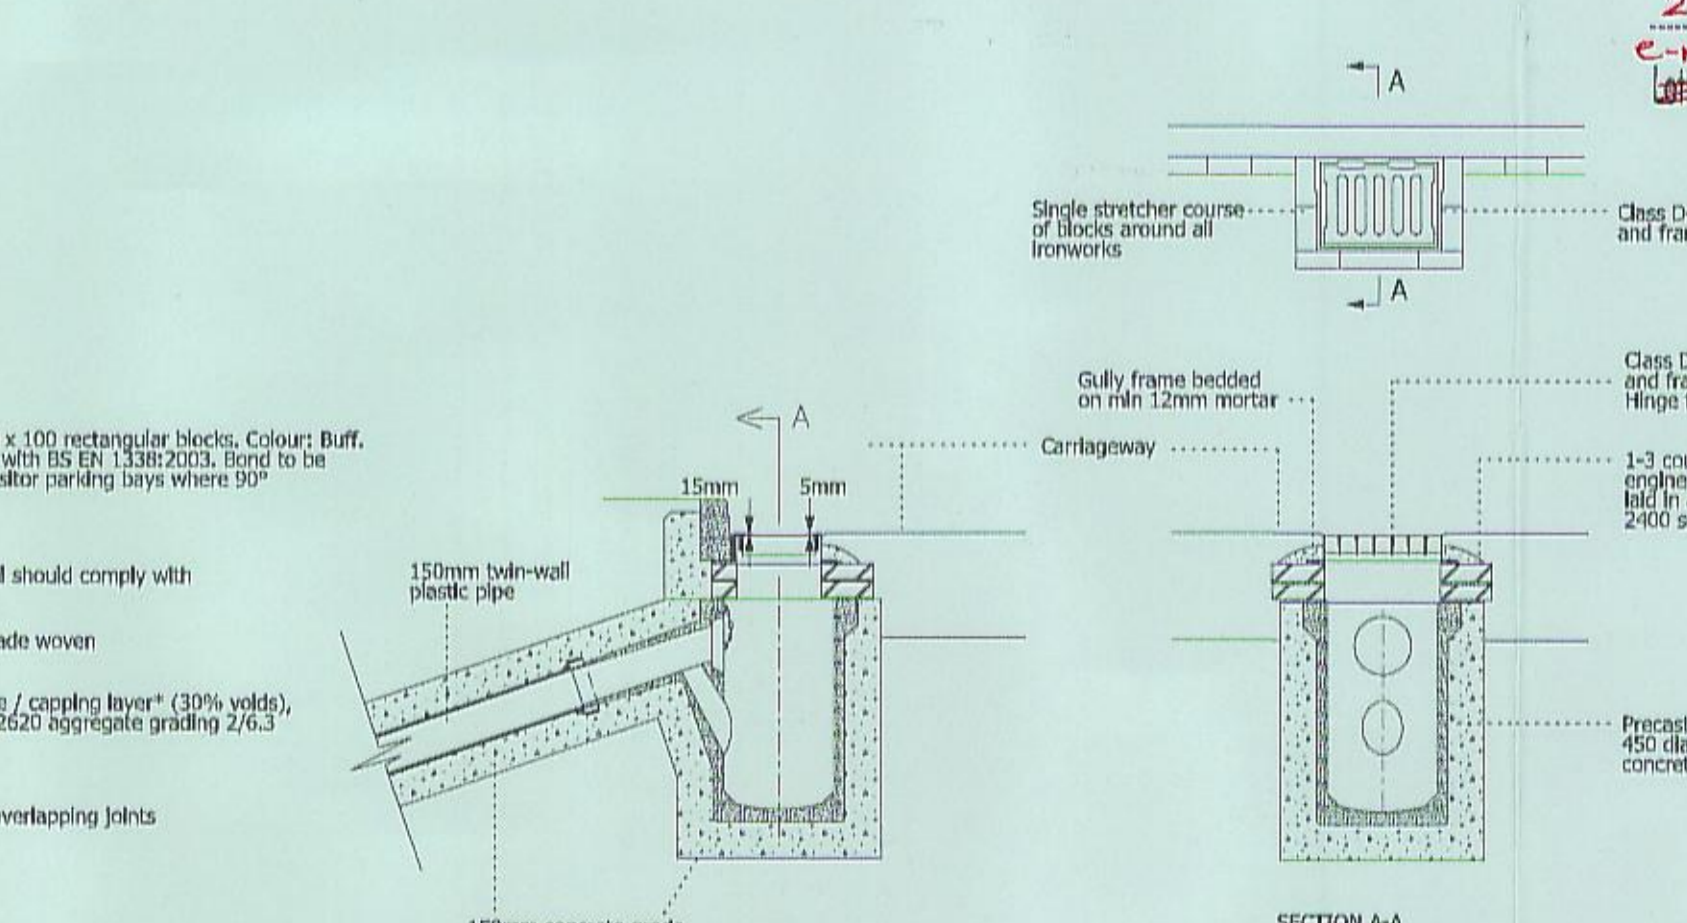 A
Single stretcher course
of blocks around all
ironworks
Class D
and fra
A
Class D
and fra
Hinge
Gully frame bedded
on min 12mm mortar
x 100 rectangular blocks. Colour: Buff.
with BS EN 1338:2003. Bond to be
sitor parking bays where 90°
A
Carriageway
1-3 cou
engine
laid in
2400 s
15mm
5mm
l should comply with
150mm twin-wall
plastic pipe
ade woven
e / capping layer* (30% voids),
2620 aggregate grading 2/6.3
Precast
450 dia
concret
verlapping joints
SECTION A-A